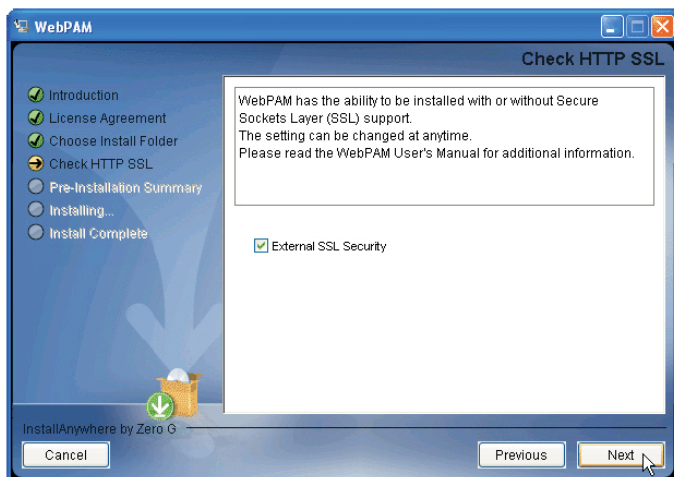 WebPAM
Check HTTP SSL
Introduction
License Agreement
Choose Install Folder
Check HTTP SSL
Pre-Installation Summary
Installing...
Install Complete
WebPAM has the ability to be installed with or without Secure
Sockets Layer (SSL) support.
The setting can be changed at anytime.
Please read the WebPAM User's Manual for additional information.
External SSL Security
InstallAnywhere by Zero G
Cancel
Previous
Next